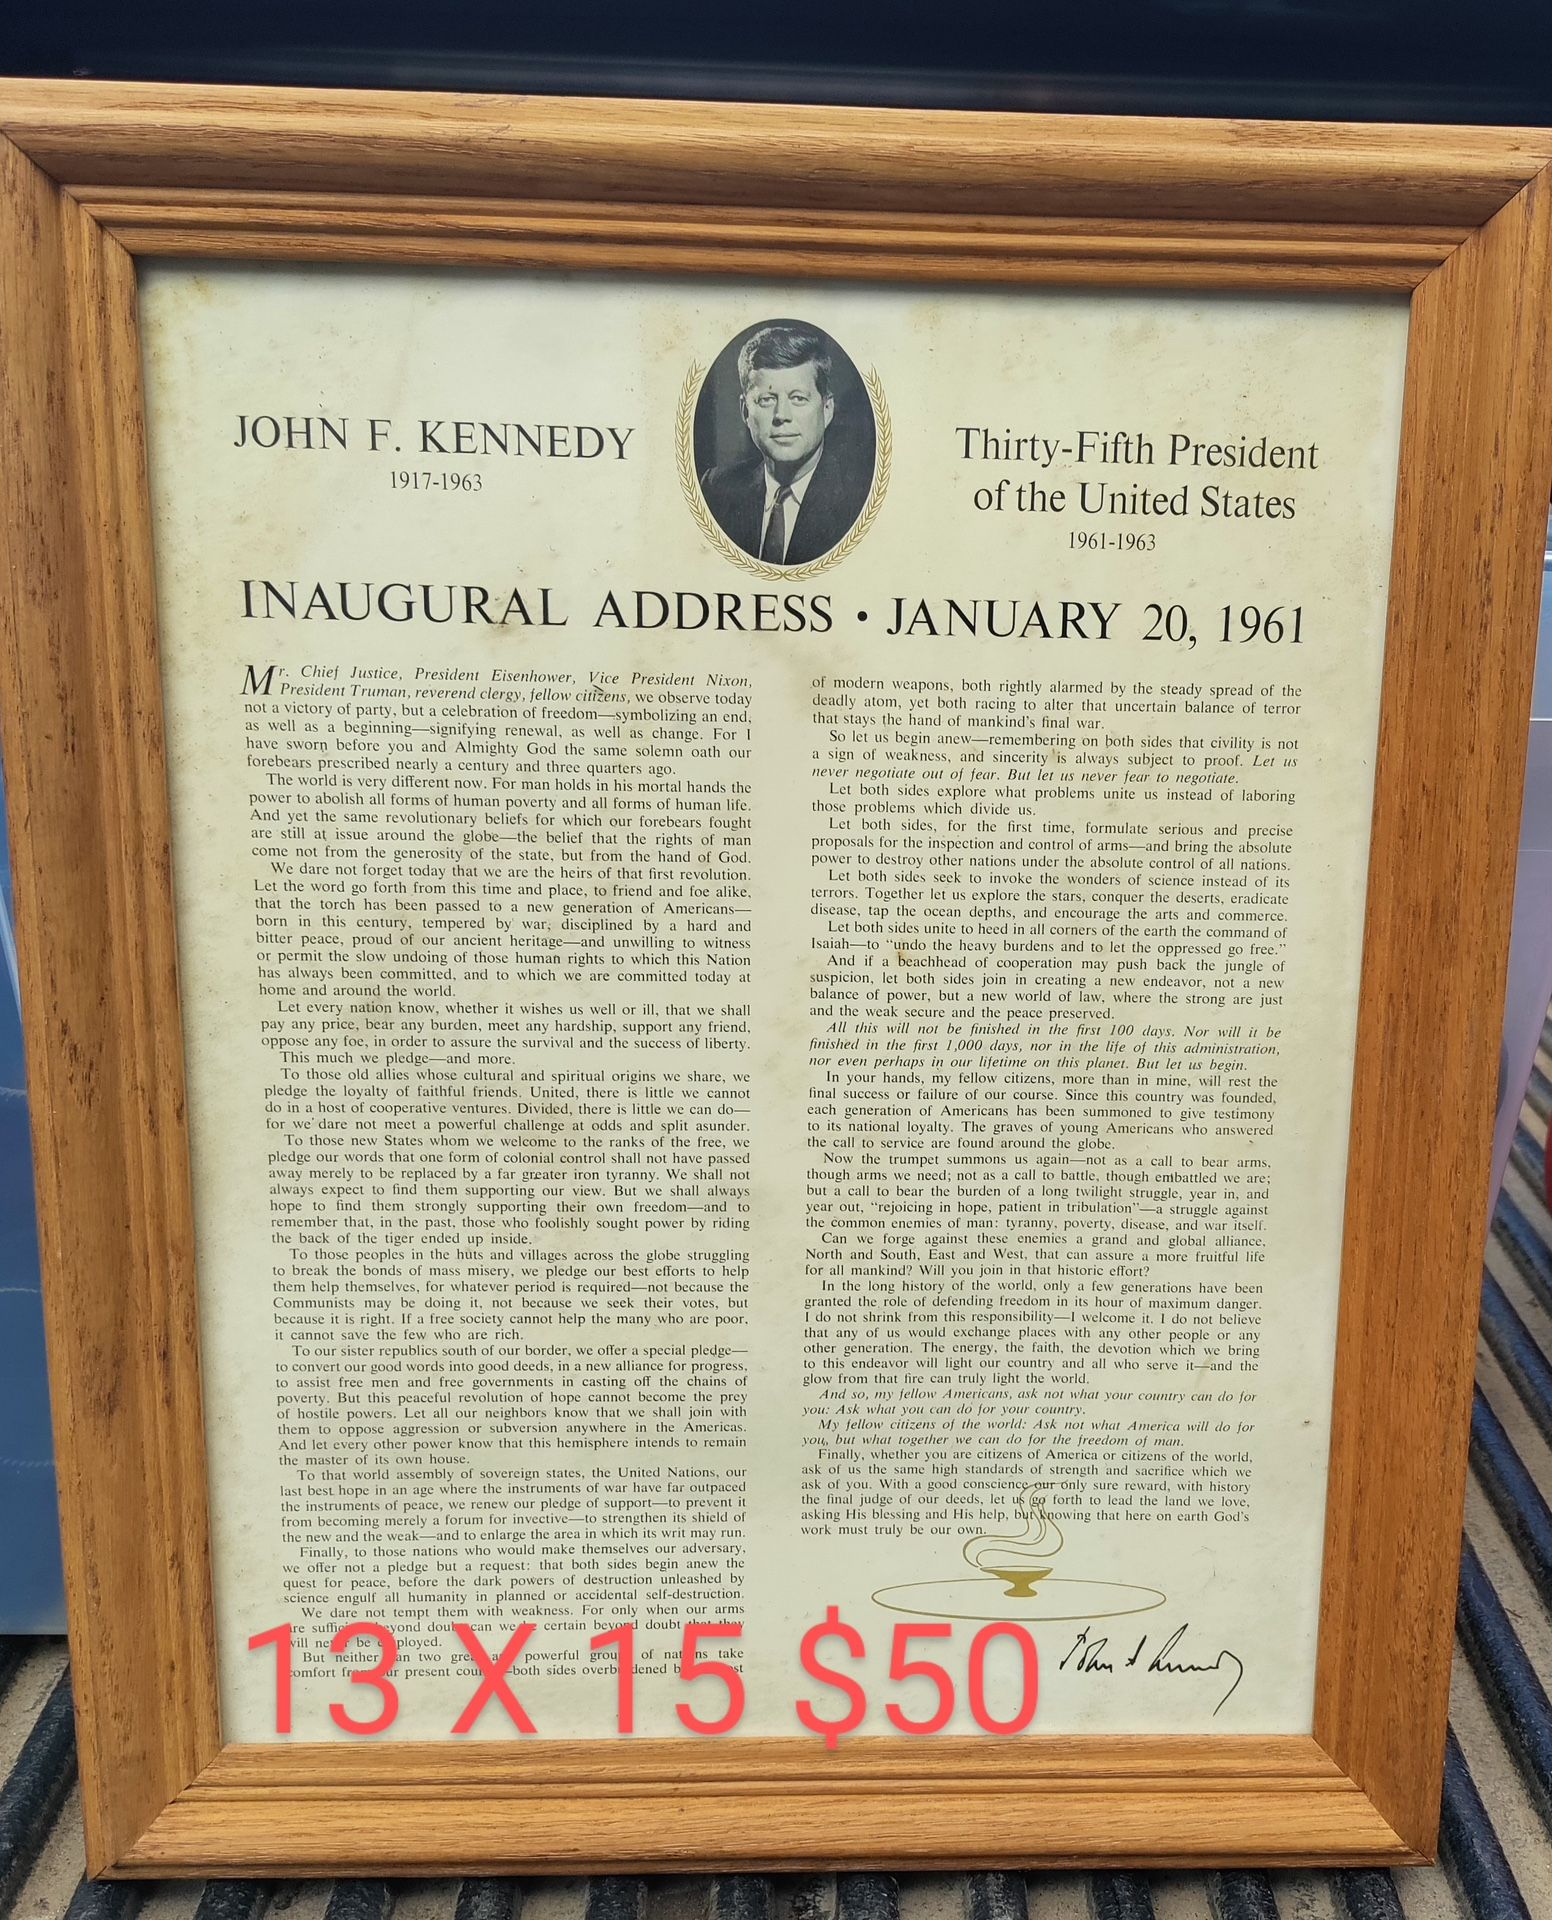 JOHN F. KENNEDY
1917-1963
Thirty-Fifth President
of the United States
1961-1963
INAUGURAL ADDRESS • JANUARY 20, 1961
Mr. Chief Justice, President Eisenhower, Vice President Nixon,
President Truman, reverend clergy, fellow citizens, we observe today
not a victory of party, but a celebration of freedom—symbolizing an end,
as well as a beginning—signifying renewal, as well as change. For I
have sworn before you and Almighty God the same solemn oath our
forebears prescribed nearly a century and three quarters ago.
The world is very different now. For man holds in his mortal hands the
power to abolish all forms of human poverty and all forms of human life.
And yet the same revolutionary beliefs for which our forebears fought
are still at issue around the globe—the belief that the rights of man
come not from the generosity of the state, but from the hand of God.
We dare not forget today that we are the heirs of that first revolution.
Let the word go forth from this time and place, to friend and foe alike,
that the torch has been passed to a new generation of Americans—
born in this century, tempered by war, disciplined by a hard and
bitter peace, proud of our ancient heritage—and unwilling to witness
or permit the slow undoing of those human rights to which this Nation
has always been committed, and to which we are committed today at
home and around the world.
Let every nation know, whether it wishes us well or ill, that we shall
pay any price, bear any burden, meet any hardship, support any friend,
oppose any foe, in order to assure the survival and the success of liberty.
This much we pledge—and more.
To those old allies whose cultural and spiritual origins we share, we
pledge the loyalty of faithful friends. United, there is little we cannot
do in a host of cooperative ventures. Divided, there is little we can do—
for we dare not meet a powerful challenge at odds and split asunder.
To those new States whom we welcome to the ranks of the free, we
pledge our words that one form of colonial control shall not have passed
away merely to be replaced by a far greater iron tyranny. We shall not
always expect to find them supporting our view. But we shall always
hope to find them strongly supporting their own freedom—and to
remember that, in the past, those who foolishly sought power by riding
the back of the tiger ended up inside.
To those peoples in the huts and villages across the globe struggling
to break the bonds of mass misery, we pledge our best efforts to help
them help themselves, for whatever period is required—not because the
Communists may be doing it, not because we seek their votes, but
because it is right. If a free society cannot help the many who are poor,
it cannot save the few who are rich.
To our sister republics south of our border, we offer a special pledge—
to convert our good words into good deeds, in a new alliance for progress,
to assist free men and free governments in casting off the chains of
poverty. But this peaceful revolution of hope cannot become the prey
of hostile powers. Let all our neighbors know that we shall join with
them to oppose aggression or subversion anywhere in the Americas.
And let every other power know that this hemisphere intends to remain
the master of its own house.
To that world assembly of sovereign states, the United Nations, our
last best hope in an age where the instruments of war have far outpaced
the instruments of peace, we renew our pledge of support—to prevent it
from becoming merely a forum for invective—to strengthen its shield of
the new and the weak—and to enlarge the area in which its writ may run.
Finally, to those nations who would make themselves our adversary,
we offer not a pledge but a request: that both sides begin anew the
quest for peace, before the dark powers of destruction unleashed by
science engulf all humanity in planned or accidental self-destruction.
We dare not tempt them with weakness. For only when our arms
are beyond doubt can we be certain beyond doubt that they
will never be employed.
But neither can two great and powerful groups of nations take
comfort from our present course—both sides overburdened by
of modern weapons, both rightly alarmed by the steady spread of the
deadly atom, yet both racing to alter that uncertain balance of terror
that stays the hand of mankind's final war.
So let us begin anew—remembering on both sides that civility is not
a sign of weakness, and sincerity is always subject to proof. Let us
never negotiate out of fear. But let us never fear to negotiate.
Let both sides explore what problems unite us instead of laboring
those problems which divide us.
Let both sides, for the first time, formulate serious and precise
proposals for the inspection and control of arms—and bring the absolute
power to destroy other nations under the absolute control of all nations.
Let both sides seek to invoke the wonders of science instead of its
terrors. Together let us explore the stars, conquer the deserts, eradicate
disease, tap the ocean depths, and encourage the arts and commerce.
Let both sides unite to heed in all corners of the earth the command of
Isaiah—to “undo the heavy burdens and to let the oppressed go free.”
And if a beachhead of cooperation may push back the jungle of
suspicion, let both sides join in creating a new endeavor, not a new
balance of power, but a new world of law, where the strong are just
and the weak secure and the peace preserved.
All this will not be finished in the first 100 days. Nor will it be
finished in the first 1,000 days, nor in the life of this administration,
nor even perhaps in our lifetime on this planet. But let us begin.
In your hands, my fellow citizens, more than in mine, will rest the
final success or failure of our course. Since this country was founded,
each generation of Americans has been summoned to give testimony
to its national loyalty. The graves of young Americans who answered
the call to service are found around the globe.
Now the trumpet summons us again—not as a call to bear arms,
though arms we need; not as a call to battle, though embattled we are;
but a call to bear the burden of a long twilight struggle, year in, and
year out, “rejoicing in hope, patient in tribulation”—a struggle against
the common enemies of man: tyranny, poverty, disease, and war itself.
Can we forge against these enemies a grand and global alliance,
North and South, East and West, that can assure a more fruitful life
for all mankind? Will you join in that historic effort?
In the long history of the world, only a few generations have been
granted the role of defending freedom in its hour of maximum danger.
I do not shrink from this responsibility—I welcome it. I do not believe
that any of us would exchange places with any other people or any
other generation. The energy, the faith, the devotion which we bring
to this endeavor will light our country and all who serve it—and the
glow from that fire can truly light the world.
And so, my fellow Americans, ask not what your country can do for
you: Ask what you can do for your country.
My fellow citizens of the world: Ask not what America will do for
you, but what together we can do for the freedom of man.
Finally, whether you are citizens of America or citizens of the world,
ask of us the same high standards of strength and sacrifice which we
ask of you. With a good conscience our only sure reward, with history
the final judge of our deeds, let us go forth to lead the land we love,
asking His blessing and His help, but knowing that here on earth God's
work must truly be our own.
13 X 15 $50